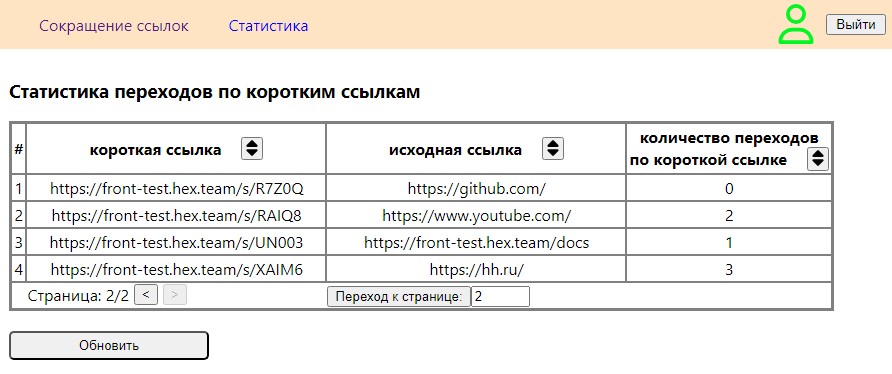 Сокращение ссылок Статистика Выйти
Статистика переходов по коротким ссылкам
# короткая ссылка исходная ссылка количество переходов
по короткой ссылке
1 https://front-test.hex.team/s/R7Z0Q https://github.com/ 0
2 https://front-test.hex.team/s/RAIQ8 https://www.youtube.com/ 2
3 https://front-test.hex.team/s/UN003 https://front-test.hex.team/docs 1
4 https://front-test.hex.team/s/XAIM6 https://hh.ru/ 3
Страница: 2/2 < > Переход к странице: 2
Обновить